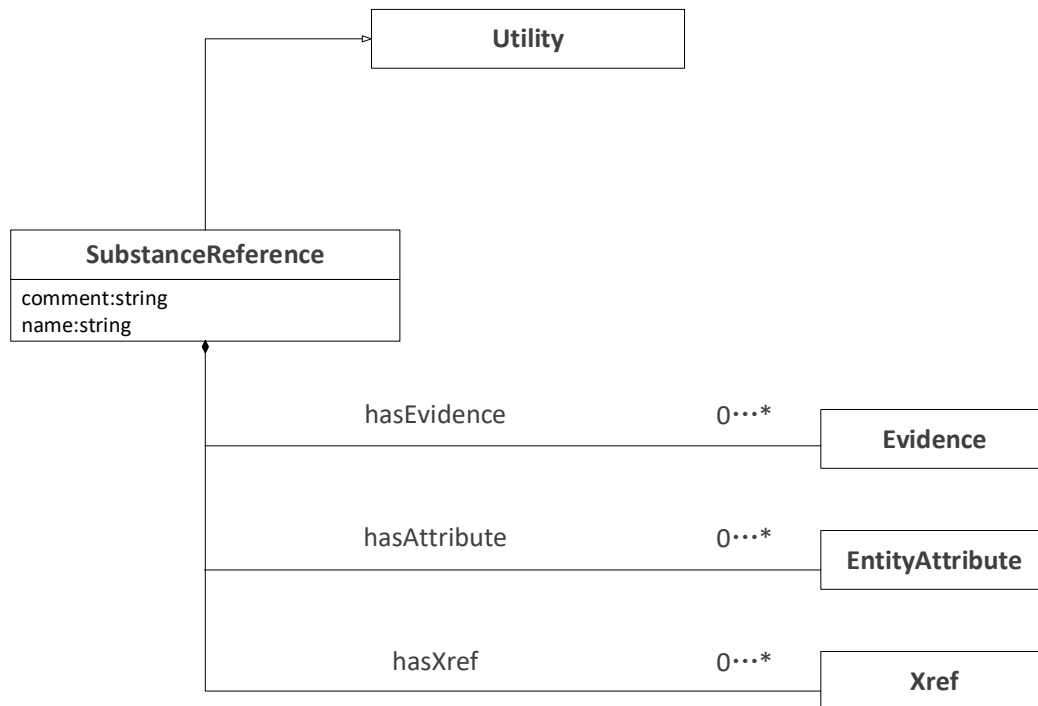 Utility
SubstanceReference
comment:string
name:string
hasEvidence 0···*
Evidence
hasAttribute 0···*
EntityAttribute
hasXref 0···*
Xref